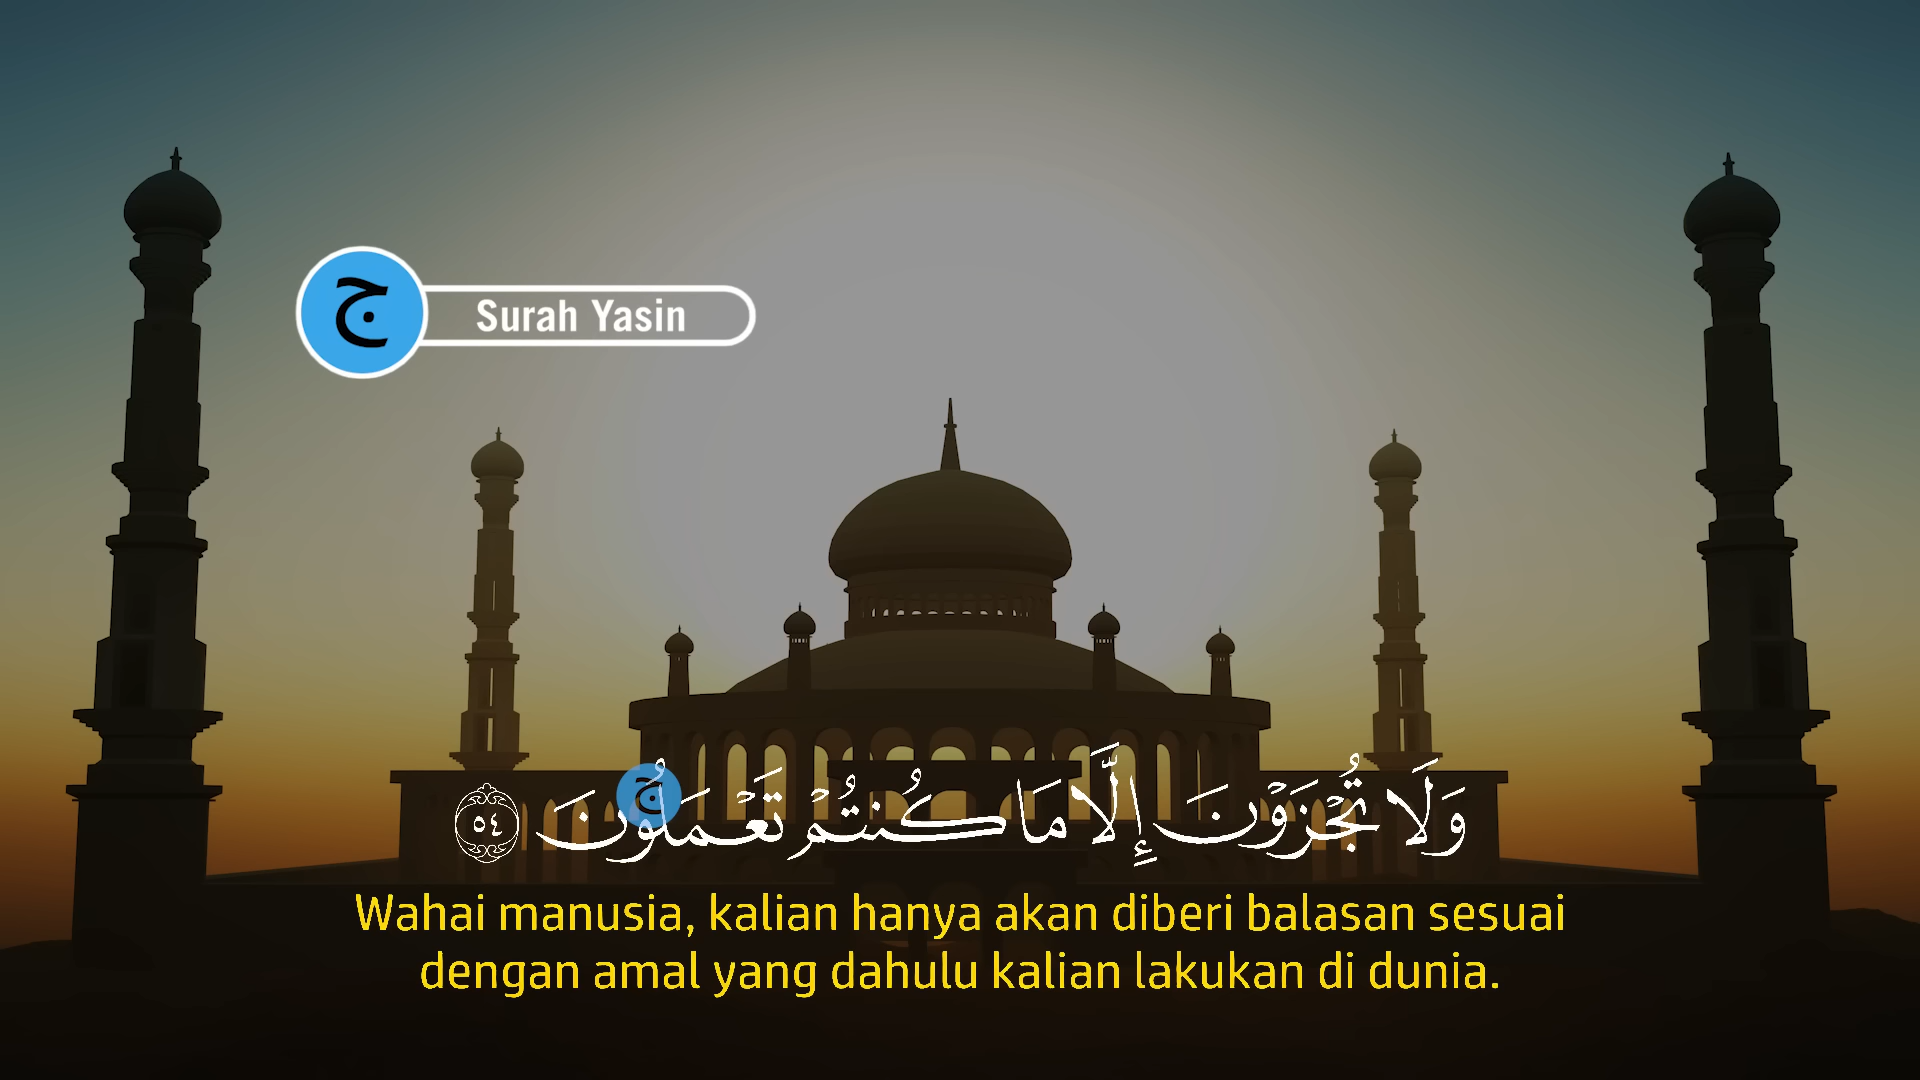 ج
Surah Yasin
وَلَا تُجْزَوْنَ إِلَّا مَا كُنتُمْ تَعْمَلُونَ ٥٤
ج
Wahai manusia, kalian hanya akan diberi balasan sesuai
dengan amal yang dahulu kalian lakukan di dunia.